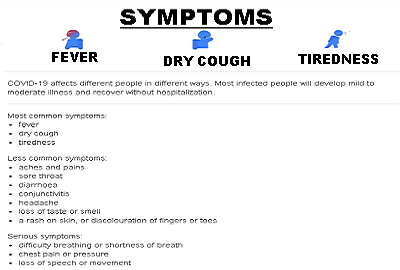 SYMPTOMS
FEVER
DRY COUGH
TIREDNESS
COVID-19 affects different people in different ways. Most infected people will develop mild to
moderate illness and recover without hospitalization.
Most common symptoms:
• fever
• dry cough
• tiredness
Less common symptoms:
• aches and pains
• sore throat
• diarrhoea
• conjunctivitis
• headache
• loss of taste or smell
• a rash on skin, or discolouration of fingers or toes
Serious symptoms:
• difficulty breathing or shortness of breath
• chest pain or pressure
• loss of speech or movement